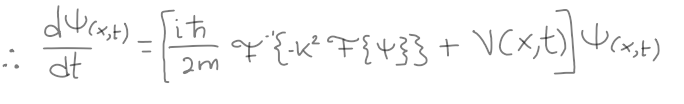 ∴ dΨ(x,t)/dt = [iħ/2m 𝓕⁻¹{-k² 𝓕{Ψ}} + V(x,t)] Ψ(x,t)